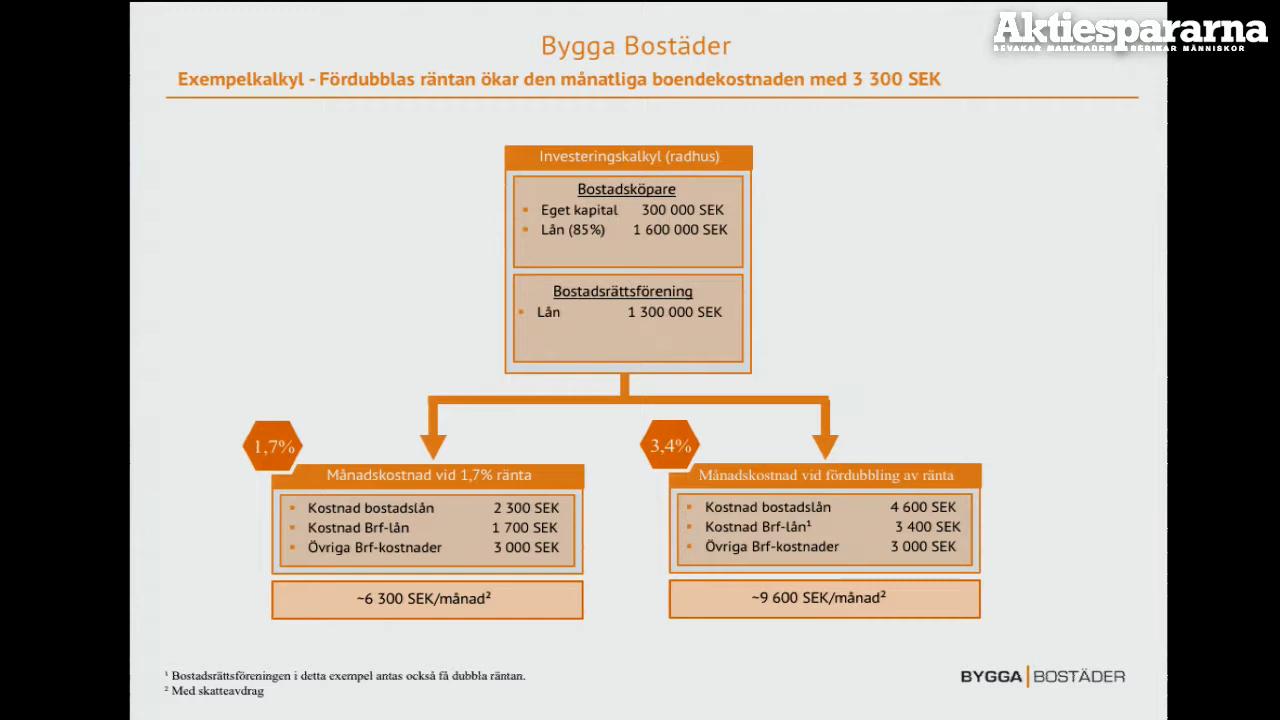 Aktiespararna
BEVAKAR MARKNADEN BERIKAR MÄNNISKOR
Bygga Bostäder
Exempelkalkyl - Fördubblas räntan ökar den månatliga boendekostnaden med 3 300 SEK
Investeringskalkyl (radhus)
Bostadsköpare
▪ Eget kapital 300 000 SEK
▪ Lån (85%) 1 600 000 SEK
Bostadsrättsförening
▪ Lån 1 300 000 SEK
1,7%
Månadskostnad vid 1,7% ränta
▪ Kostnad bostadslån 2 300 SEK
▪ Kostnad Brf-lån 1 700 SEK
▪ Övriga Brf-kostnader 3 000 SEK
~6 300 SEK/månad²
3,4%
Månadskostnad vid fördubbling av ränta
▪ Kostnad bostadslån 4 600 SEK
▪ Kostnad Brf-lån¹ 3 400 SEK
▪ Övriga Brf-kostnader 3 000 SEK
~9 600 SEK/månad²
¹ Bostadsrättsföreningen i detta exempel antas också få dubbla räntan.
² Med skatteavdrag
BYGGA|BOSTÄDER